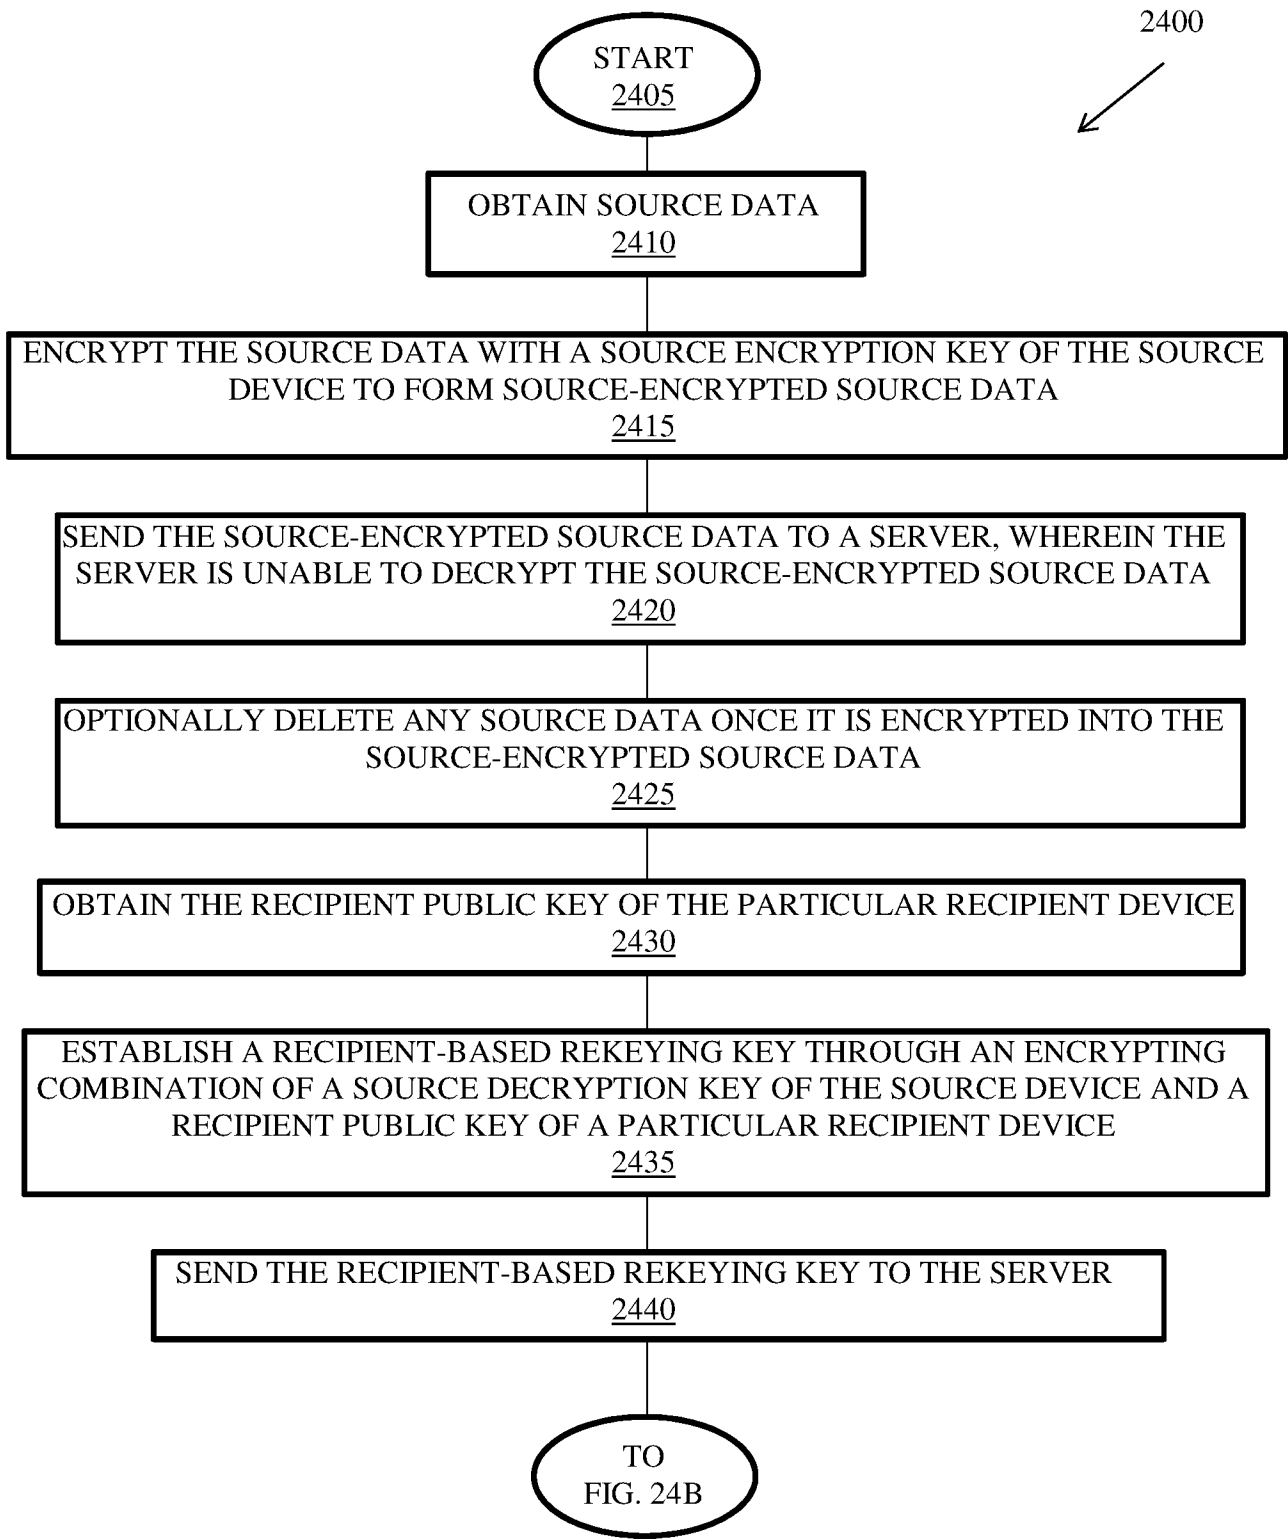 2400
START
2405
OBTAIN SOURCE DATA
2410
ENCRYPT THE SOURCE DATA WITH A SOURCE ENCRYPTION KEY OF THE SOURCE
DEVICE TO FORM SOURCE-ENCRYPTED SOURCE DATA
2415
SEND THE SOURCE-ENCRYPTED SOURCE DATA TO A SERVER, WHEREIN THE
SERVER IS UNABLE TO DECRYPT THE SOURCE-ENCRYPTED SOURCE DATA
2420
OPTIONALLY DELETE ANY SOURCE DATA ONCE IT IS ENCRYPTED INTO THE
SOURCE-ENCRYPTED SOURCE DATA
2425
OBTAIN THE RECIPIENT PUBLIC KEY OF THE PARTICULAR RECIPIENT DEVICE
2430
ESTABLISH A RECIPIENT-BASED REKEYING KEY THROUGH AN ENCRYPTING
COMBINATION OF A SOURCE DECRYPTION KEY OF THE SOURCE DEVICE AND A
RECIPIENT PUBLIC KEY OF A PARTICULAR RECIPIENT DEVICE
2435
SEND THE RECIPIENT-BASED REKEYING KEY TO THE SERVER
2440
TO
FIG. 24B